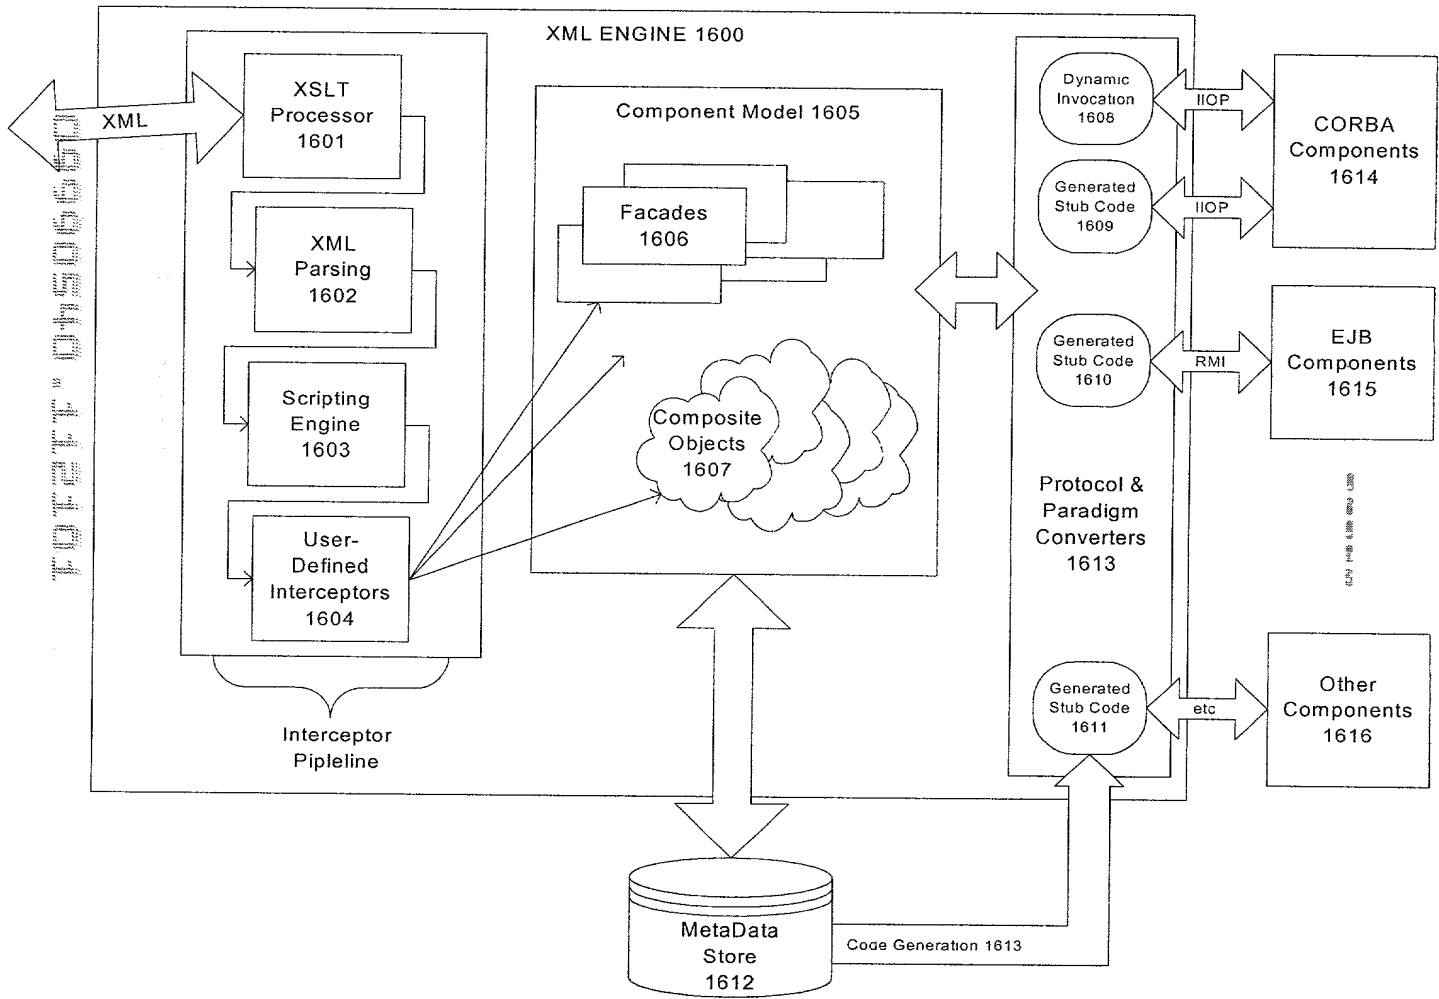 XML ENGINE 1600
XML
XSLT
Processor
1601
XML
Parsing
1602
Scripting
Engine
1603
User-
Defined
Interceptors
1604
Interceptor
Pipleline
Component Model 1605
Facades
1606
Composite
Objects
1607
Dynamic
Invocation
1608
Generated
Stub Code
1609
Generated
Stub Code
1610
Protocol &
Paradigm
Converters
1613
Generated
Stub Code
1611
IIOP
IIOP
RMI
etc
CORBA
Components
1614
EJB
Components
1615
Other
Components
1616
MetaData
Store
1612
Code Generation 1613